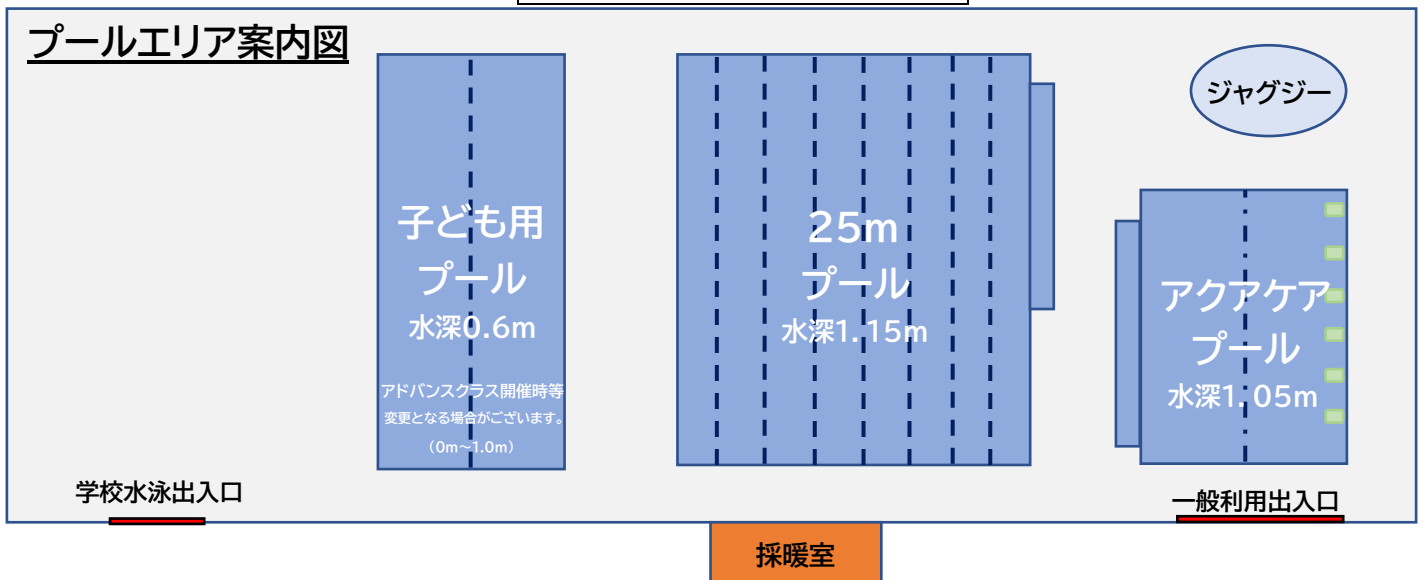 プールエリア案内図
ジャグジー
子ども用
プール
水深0.6m
アドバンスクラス開催時等
変更となる場合がございます。
（0m～1.0m）
25m
プール
水深1.15m
アクアケア
プール
水深1.05m
学校水泳出入口
一般利用出入口
採暖室